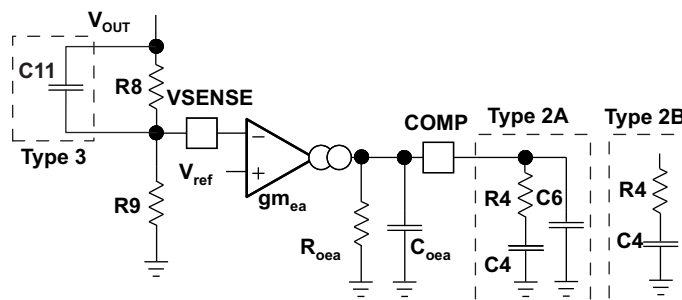 VOUT
C11
R8
VSENSE
Type 3
R9
Vref
gmea
Roea
Coea
COMP
Type 2A
R4
C6
C4
Type 2B
R4
C4
−
+